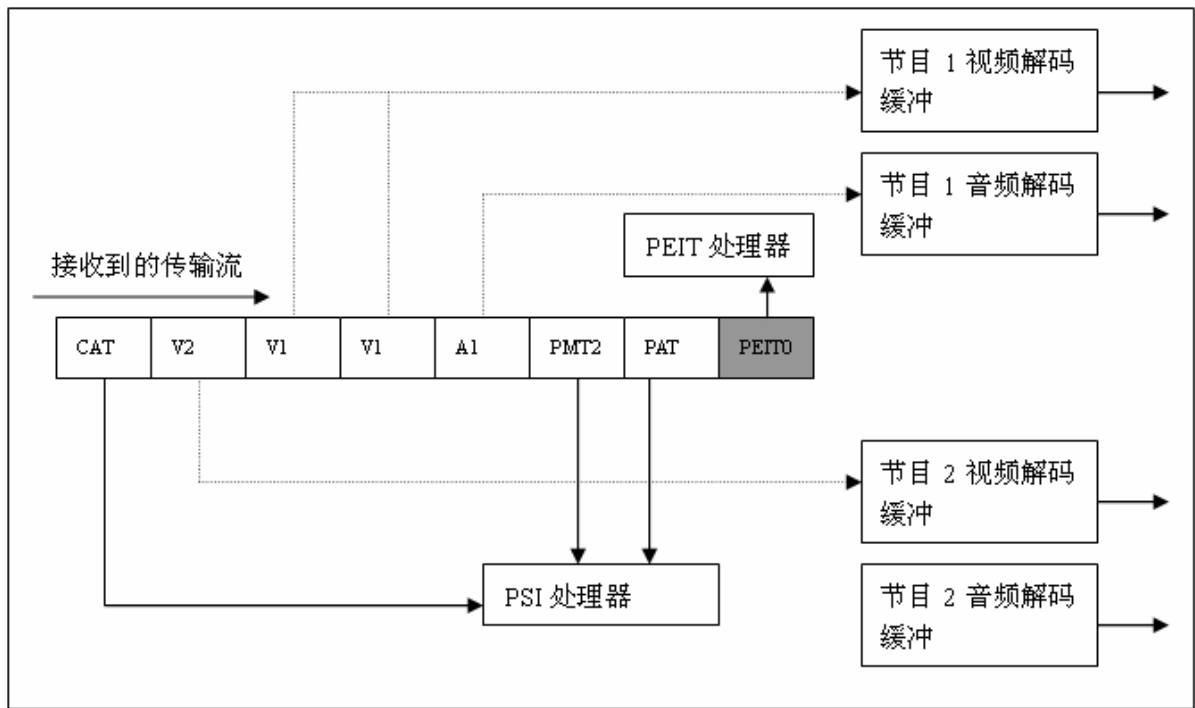 节目 1 视频解码
缓冲
节目 1 音频解码
缓冲
PEIT 处理器
接收到的传输流
CAT V2 V1 V1 A1 PMT2 PAT PEIT0
节目 2 视频解码
缓冲
PSI 处理器
节目 2 音频解码
缓冲